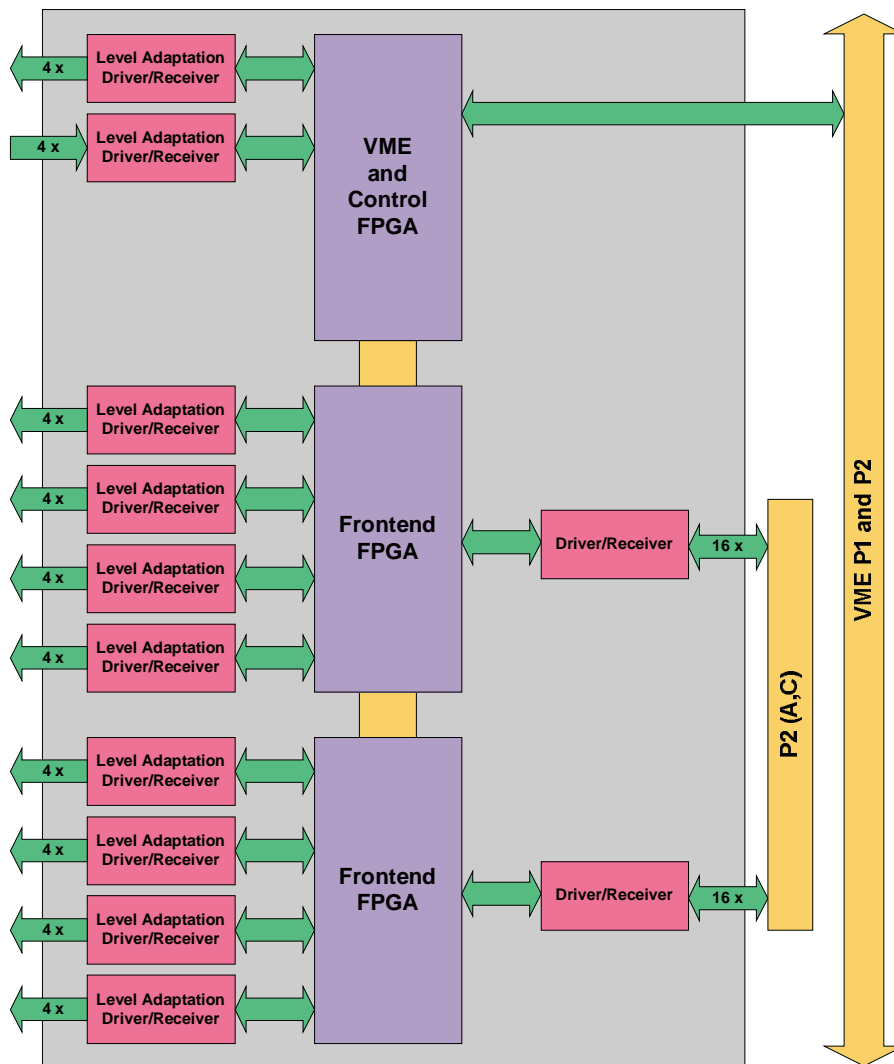 4 x
Level Adaptation
Driver/Receiver
4 x
Level Adaptation
Driver/Receiver
VME
and
Control
FPGA
4 x
Level Adaptation
Driver/Receiver
4 x
Level Adaptation
Driver/Receiver
4 x
Level Adaptation
Driver/Receiver
4 x
Level Adaptation
Driver/Receiver
Frontend
FPGA
Driver/Receiver
16 x
4 x
Level Adaptation
Driver/Receiver
4 x
Level Adaptation
Driver/Receiver
4 x
Level Adaptation
Driver/Receiver
4 x
Level Adaptation
Driver/Receiver
Frontend
FPGA
Driver/Receiver
16 x
P2 (A,C)
VME P1 and P2